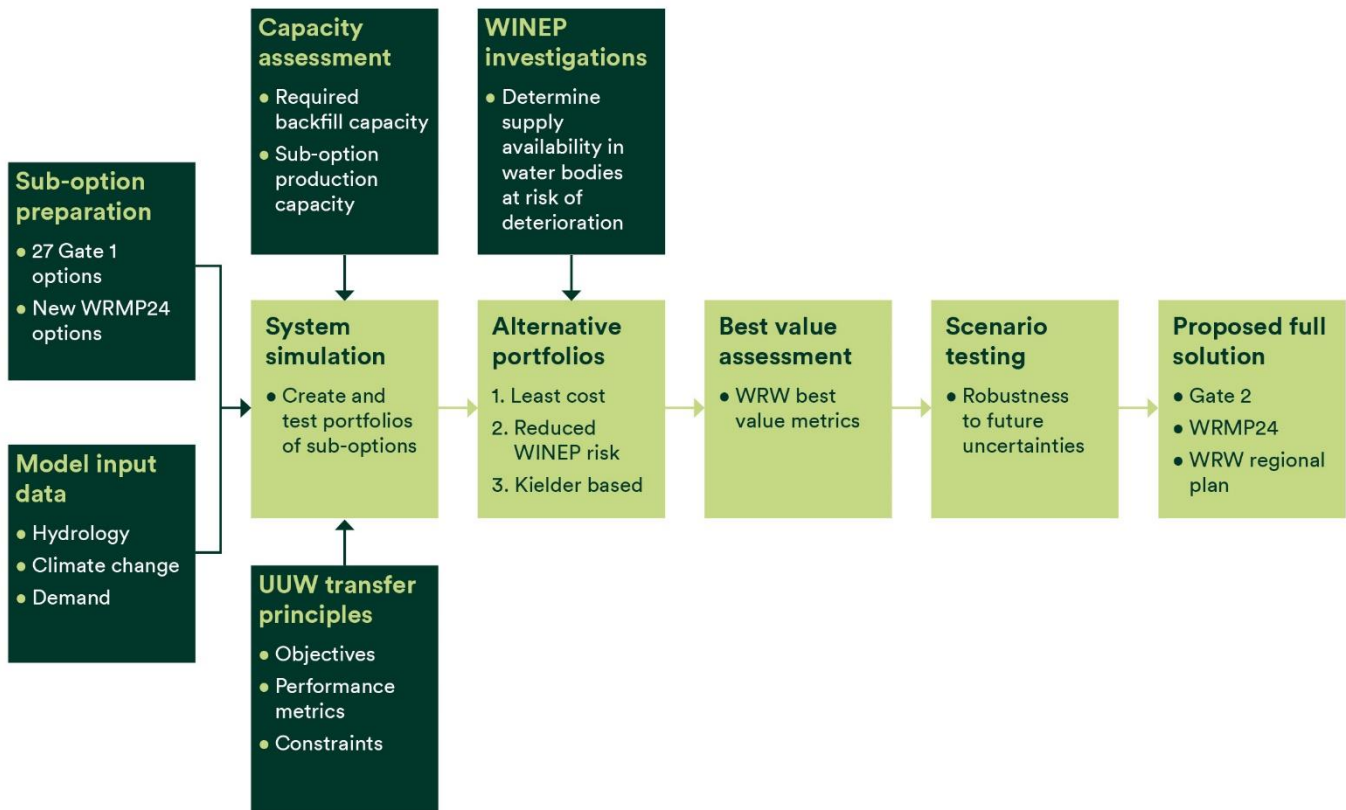 Capacity
assessment
● Required
backfill capacity
● Sub-option
production
capacity
WINEP
investigations
● Determine
supply
availability in
water bodies
at risk of
deterioration
Sub-option
preparation
● 27 Gate 1
options
● New WRMP24
options
Model input
data
● Hydrology
● Climate change
● Demand
System
simulation
● Create and
test portfolios
of sub-options
Alternative
portfolios
1. Least cost
2. Reduced
WINEP risk
3. Kielder based
Best value
assessment
● WRW best
value metrics
Scenario
testing
● Robustness
to future
uncertainties
Proposed full
solution
● Gate 2
● WRMP24
● WRW regional
plan
UUW transfer
principles
● Objectives
● Performance
metrics
● Constraints